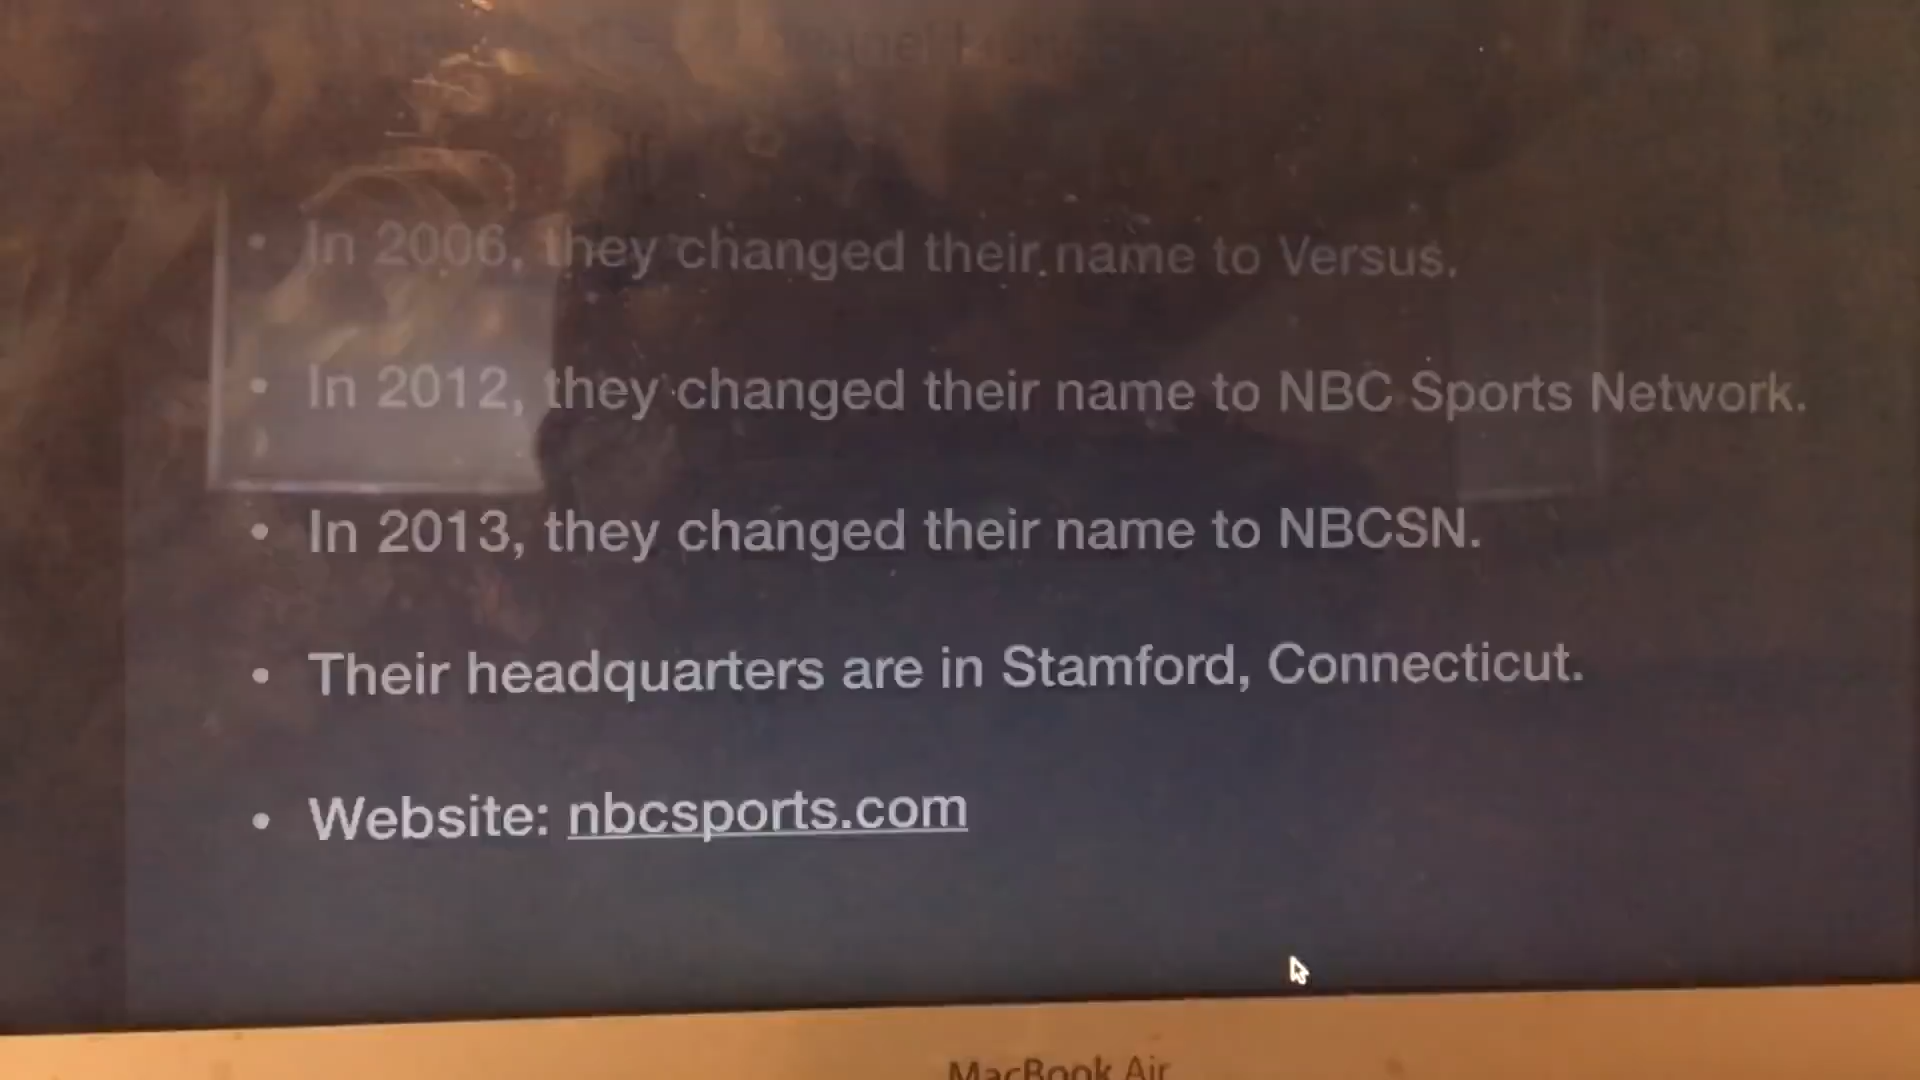 • In 2006, they changed their name to Versus.
• In 2012, they changed their name to NBC Sports Network.
• In 2013, they changed their name to NBCSN.
• Their headquarters are in Stamford, Connecticut.
• Website: nbcsports.com
MacBook Air